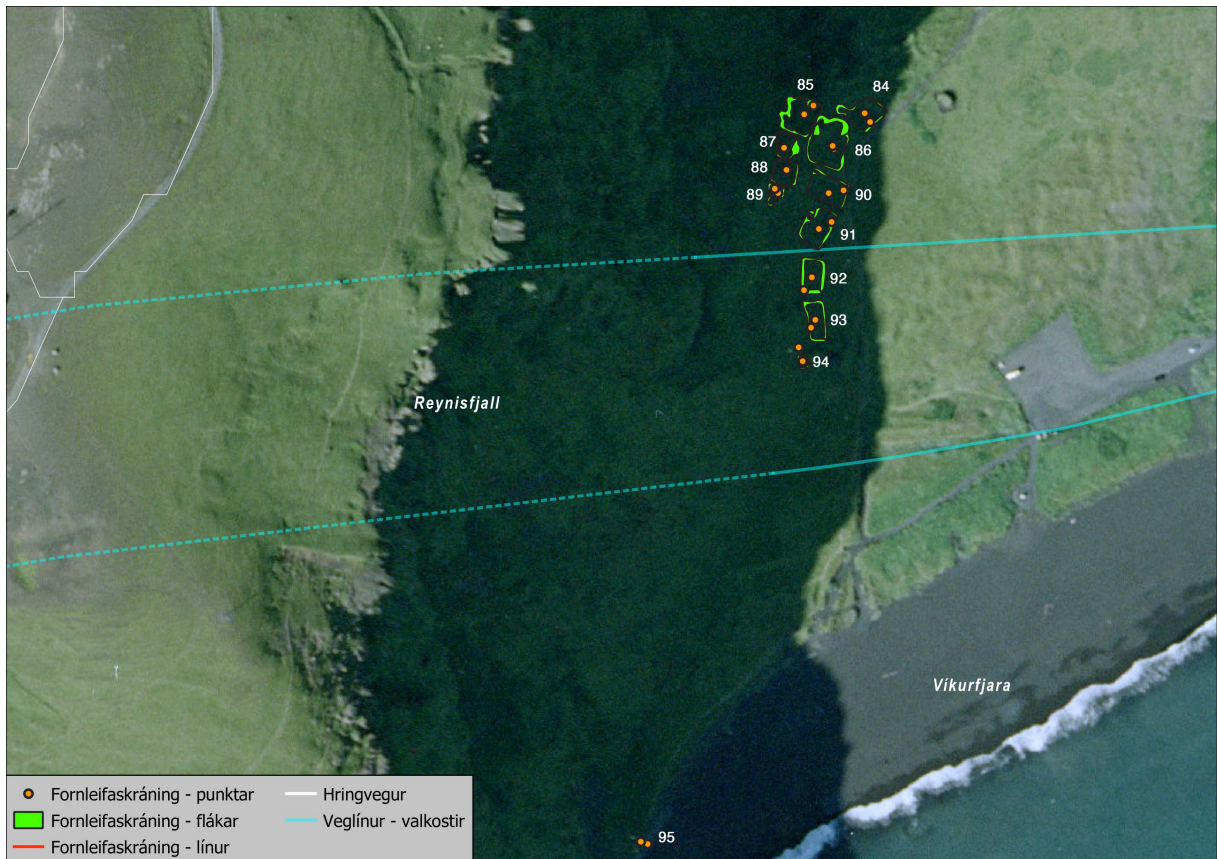 85
84
87
86
88
89
90
91
92
93
94
Reynisfjall
Víkurfjara
95
Fornleifaskráning - punktar
Fornleifaskráning - flákar
Fornleifaskráning - línur
Hringvegur
Veglínur - valkostir